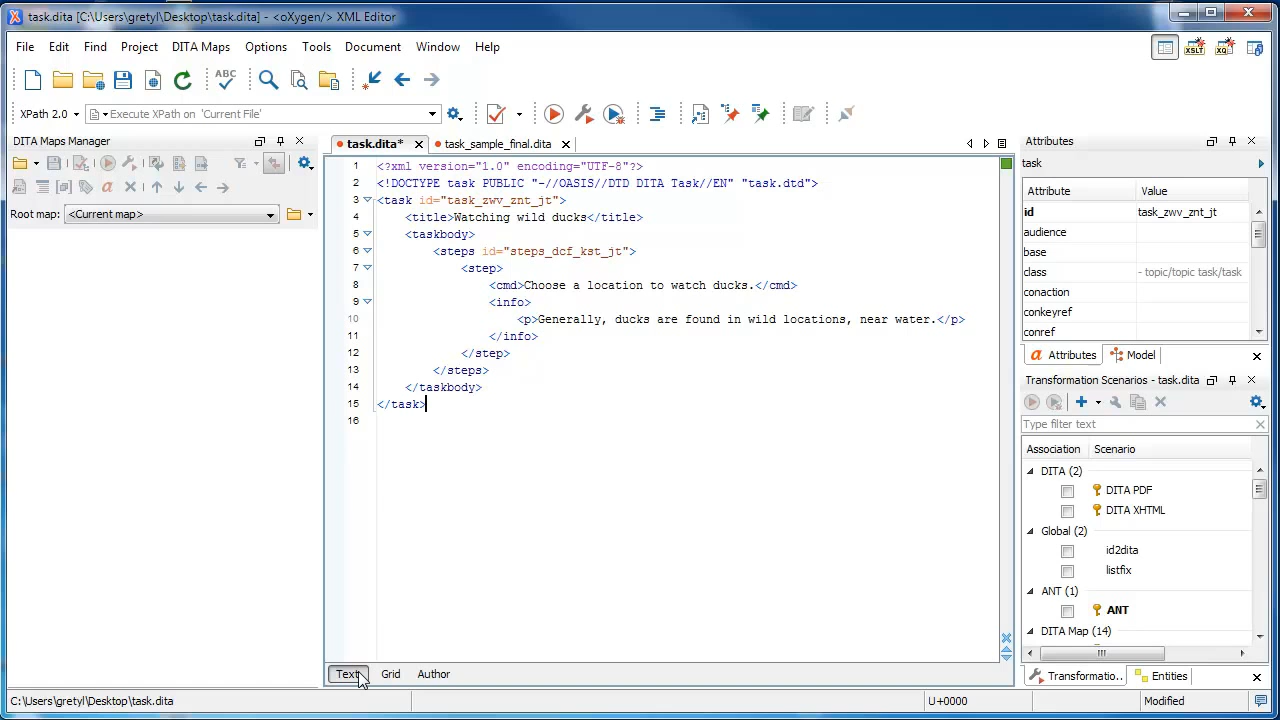 task.dita [C:\Users\gretyl\Desktop\task.dita] - <oXygen/> XML Editor
File Edit Find Project DITA Maps Options Tools Document Window Help
XSLT XQ
ABC
XPath 2.0 Execute XPath on 'Current File'
DITA Maps Manager
Root map: <Current map>
task.dita* task_sample_final.dita
1 <?xml version="1.0" encoding="UTF-8"?>
2 <!DOCTYPE task PUBLIC "-//OASIS//DTD DITA Task//EN" "task.dtd">
3 <task id="task_zwv_znt_jt">
4 <title>Watching wild ducks</title>
5 <taskbody>
6 <steps id="steps_dcf_kst_jt">
7 <step>
8 <cmd>Choose a location to watch ducks.</cmd>
9 <info>
10 <p>Generally, ducks are found in wild locations, near water.</p>
11 </info>
12 </step>
13 </steps>
14 </taskbody>
15 </task>
16
Text Grid Author
Attributes
task
Attribute Value
id task_zwv_znt_jt
audience
base
class - topic/topic task/task
conaction
conkeyref
conref
Attributes Model
Transformation Scenarios - task.dita
Type filter text
Association Scenario
DITA (2)
DITA PDF
DITA XHTML
Global (2)
id2dita
listfix
ANT (1)
ANT
DITA Map (14)
Transformatio... Entities
C:\Users\gretyl\Desktop\task.dita U+0000 Modified